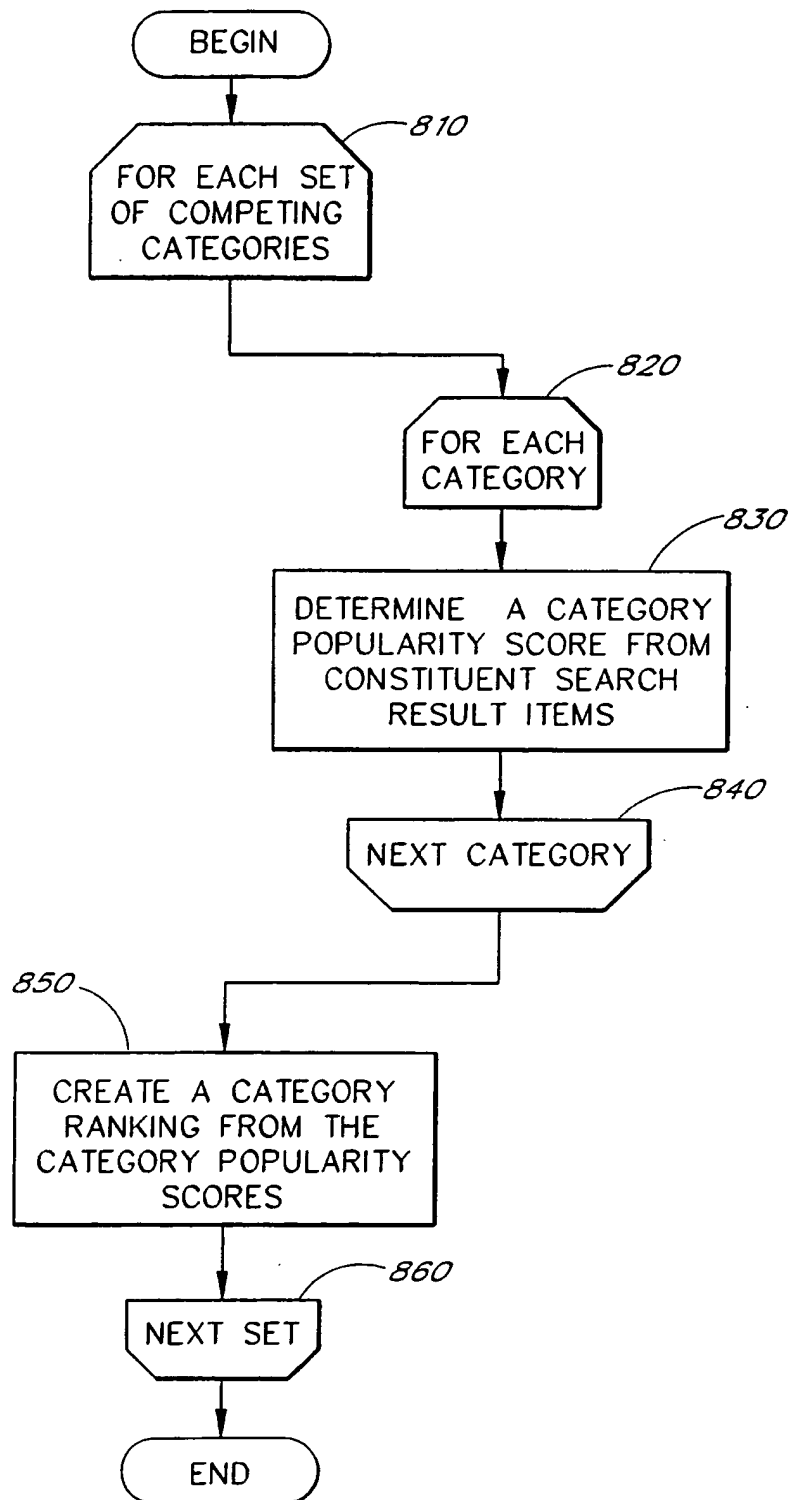 BEGIN
810
FOR EACH SET
OF COMPETING
CATEGORIES
820
FOR EACH
CATEGORY
830
DETERMINE A CATEGORY
POPULARITY SCORE FROM
CONSTITUENT SEARCH
RESULT ITEMS
840
NEXT CATEGORY
850
CREATE A CATEGORY
RANKING FROM THE
CATEGORY POPULARITY
SCORES
860
NEXT SET
END